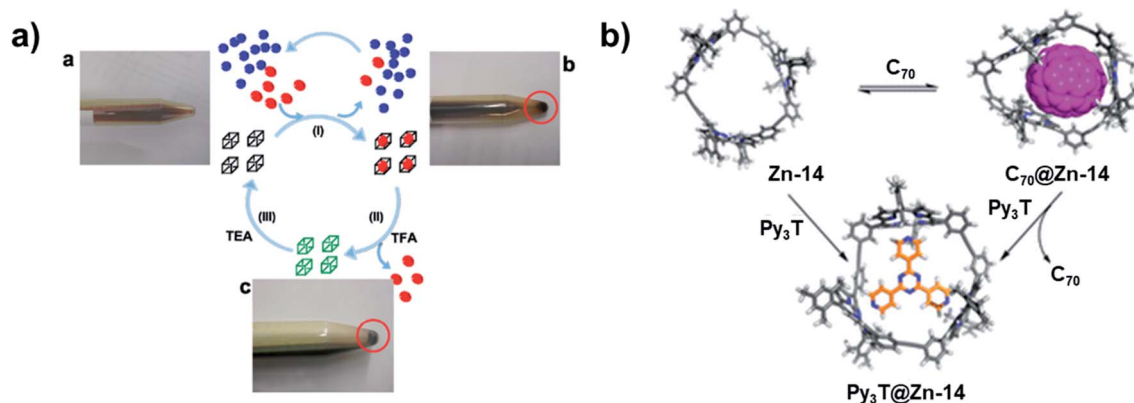 a)
a
b
(I)
(III)
(II)
TEA
TFA
c
b)
C70
Zn-14
C70@Zn-14
Py3T
Py3T
C70
Py3T@Zn-14